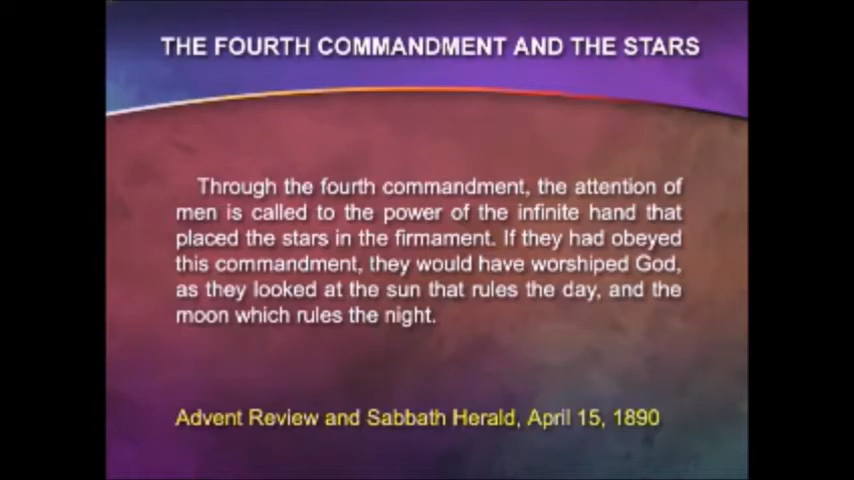 THE FOURTH COMMANDMENT AND THE STARS
Through the fourth commandment, the attention of
men is called to the power of the infinite hand that
placed the stars in the firmament. If they had obeyed
this commandment, they would have worshiped God,
as they looked at the sun that rules the day, and the
moon which rules the night.
Advent Review and Sabbath Herald, April 15, 1890